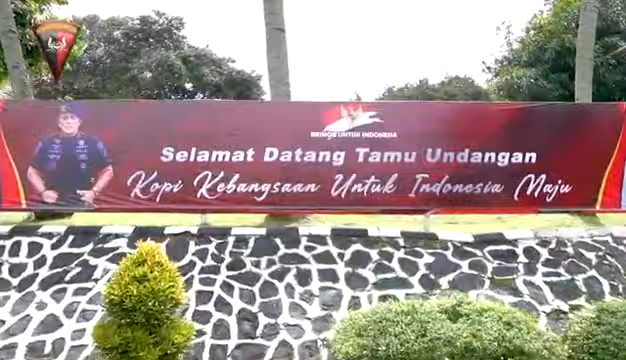 BRIMOB UNTUK INDONESIA
Selamat Datang Tamu Undangan
Kopi Kebangsaan Untuk Indonesia Maju